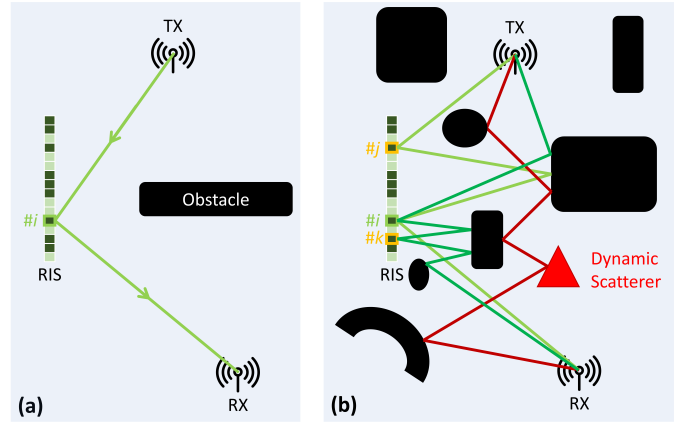 TX
Obstacle
#i
RIS
RX
(a)
TX
#j
#i
#k
RIS
Dynamic
Scatterer
RX
(b)